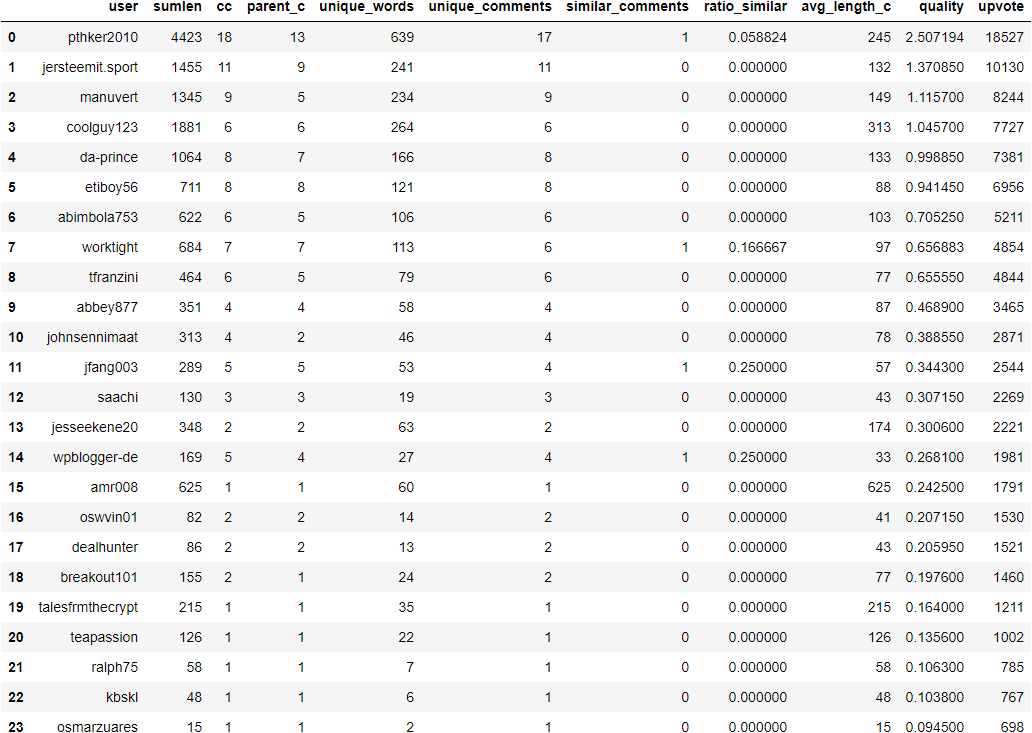 user sumlen cc parent_c unique_words unique_comments similar_comments ratio_similar avg_length_c quality upvote
0 pthker2010 4423 18 13 639 17 1 0.058824 245 2.507194 18527
1 jersteemit.sport 1455 11 9 241 11 0 0.000000 132 1.370850 10130
2 manuvert 1345 9 5 234 9 0 0.000000 149 1.115700 8244
3 coolguy123 1881 6 6 264 6 0 0.000000 313 1.045700 7727
4 da-prince 1064 8 7 166 8 0 0.000000 133 0.998850 7381
5 etiboy56 711 8 8 121 8 0 0.000000 88 0.941450 6956
6 abimbola753 622 6 5 106 6 0 0.000000 103 0.705250 5211
7 worktight 684 7 7 113 6 1 0.166667 97 0.656883 4854
8 tfranzini 464 6 5 79 6 0 0.000000 77 0.655550 4844
9 abbey877 351 4 4 58 4 0 0.000000 87 0.468900 3465
10 johnsennimaat 313 4 2 46 4 0 0.000000 78 0.388550 2871
11 jfang003 289 5 5 53 4 1 0.250000 57 0.344300 2544
12 saachi 130 3 3 19 3 0 0.000000 43 0.307150 2269
13 jesseekene20 348 2 2 63 2 0 0.000000 174 0.300600 2221
14 wpblogger-de 169 5 4 27 4 1 0.250000 33 0.268100 1981
15 amr008 625 1 1 60 1 0 0.000000 625 0.242500 1791
16 oswvin01 82 2 2 14 2 0 0.000000 41 0.207150 1530
17 dealhunter 86 2 2 13 2 0 0.000000 43 0.205950 1521
18 breakout101 155 2 1 24 2 0 0.000000 77 0.197600 1460
19 talesfrmthecrypt 215 1 1 35 1 0 0.000000 215 0.164000 1211
20 teapassion 126 1 1 22 1 0 0.000000 126 0.135600 1002
21 ralph75 58 1 1 7 1 0 0.000000 58 0.106300 785
22 kbskl 48 1 1 6 1 0 0.000000 48 0.103800 767
23 osmarzuares 15 1 1 2 1 0 0.000000 15 0.094500 698